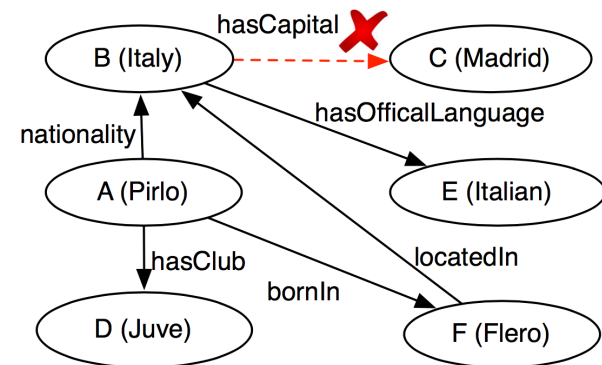 hasCapital
B (Italy)
C (Madrid)
hasOfficalLanguage
nationality
A (Pirlo)
E (Italian)
hasClub
locatedIn
bornIn
D (Juve)
F (Flero)